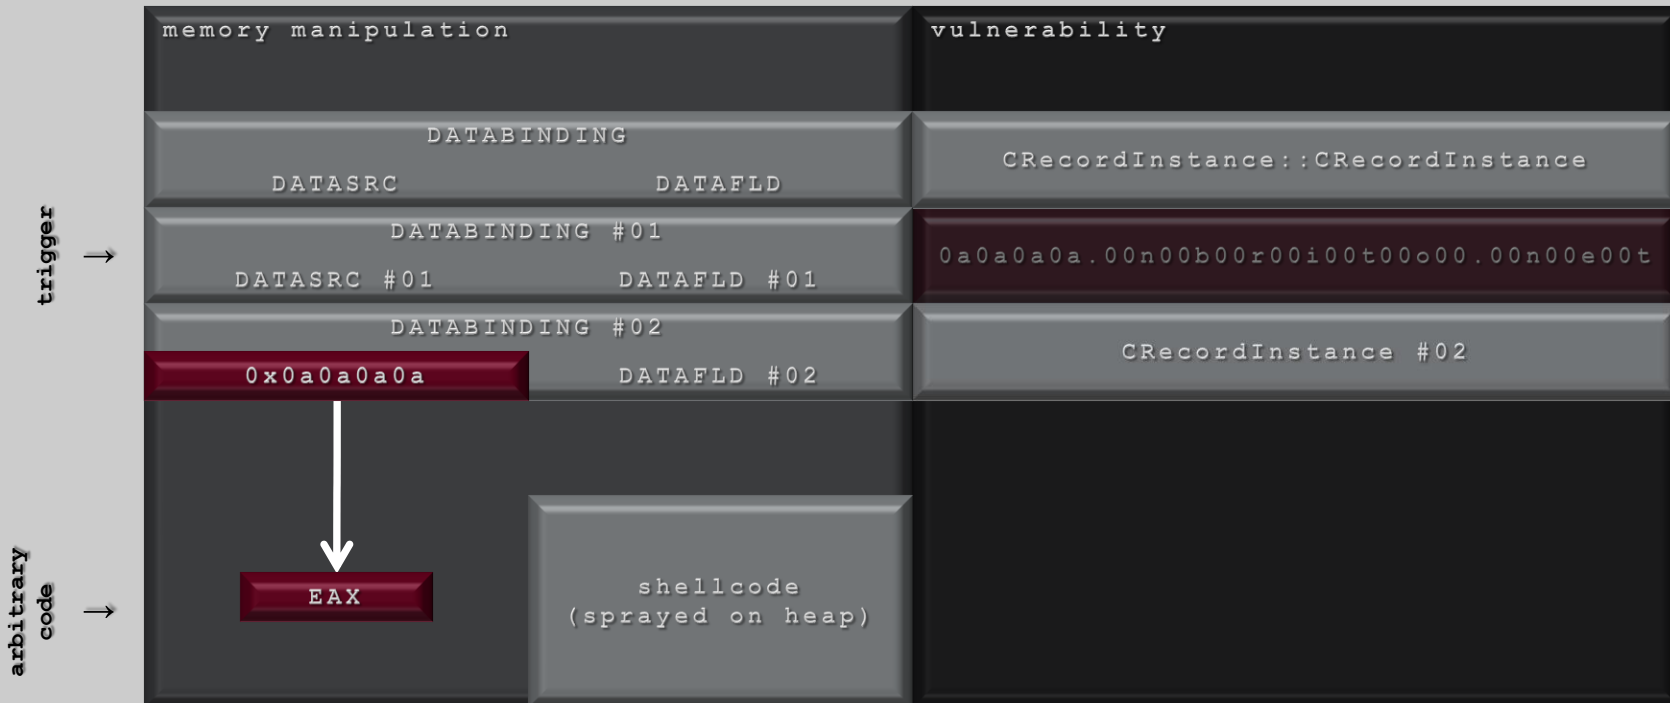 memory manipulation
vulnerability
DATABINDING
DATASRC DATAFLD
CRecordInstance::CRecordInstance
trigger →
DATABINDING #01
DATASRC #01 DATAFLD #01
0a0a0a0a.00n00b00r00i00t00o00.00n00e00t
DATABINDING #02
0x0a0a0a0a DATAFLD #02
CRecordInstance #02
arbitrary
code →
EAX
shellcode
(sprayed on heap)